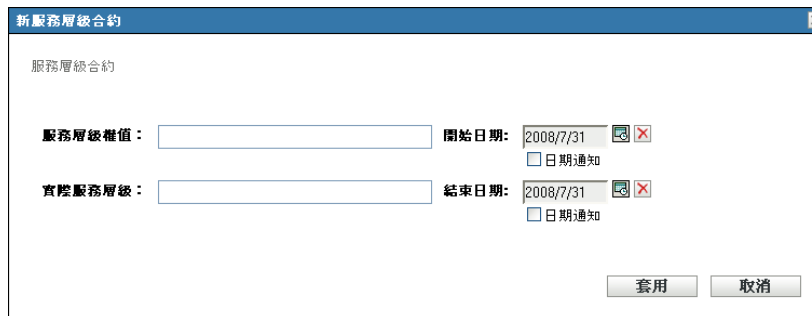 新服務層級合約
服務層級合約
服務層級權值： 開始日期: 2008/7/31
日期通知
實際服務層級： 結束日期: 2008/7/31
日期通知
套用 取消